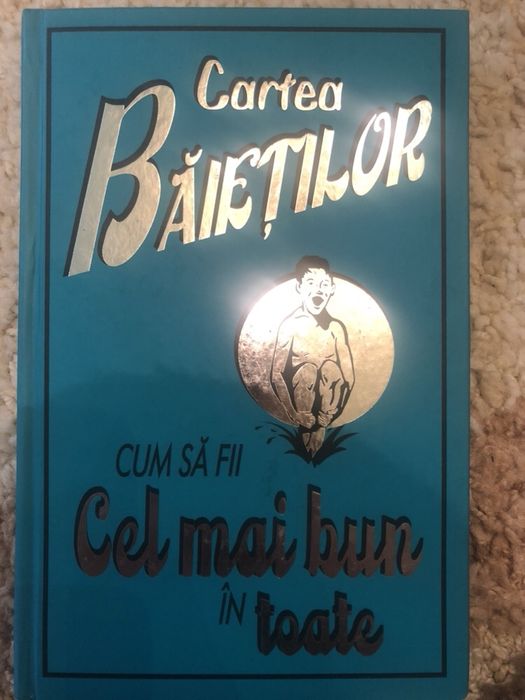 Cartea
BĂIEȚILOR
CUM SĂ FII
Cel mai bun
ÎN toate